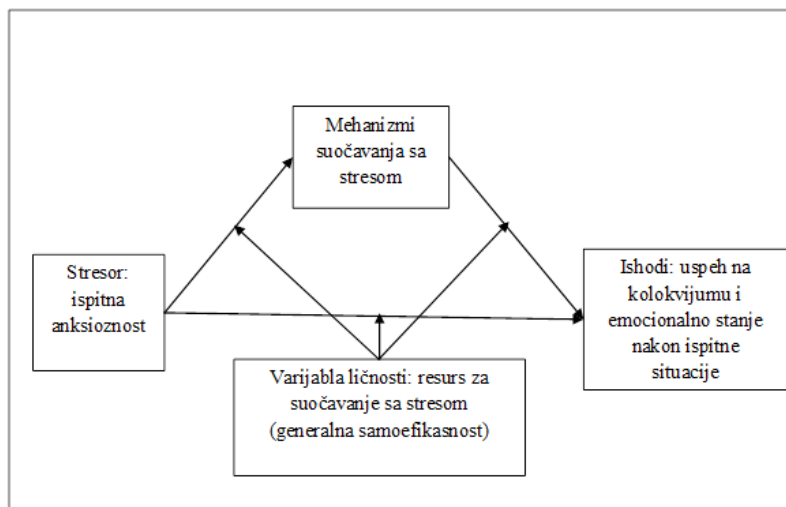 Mehanizmi
suočavanja sa
stresom
Stresor:
ispitna
anksioznost
Ishodi: uspeh na
kolokvijumu i
emocionalno stanje
nakon ispitne
situacije
Varijabla ličnosti: resurs za
suočavanje sa stresom
(generalna samoefikasnost)